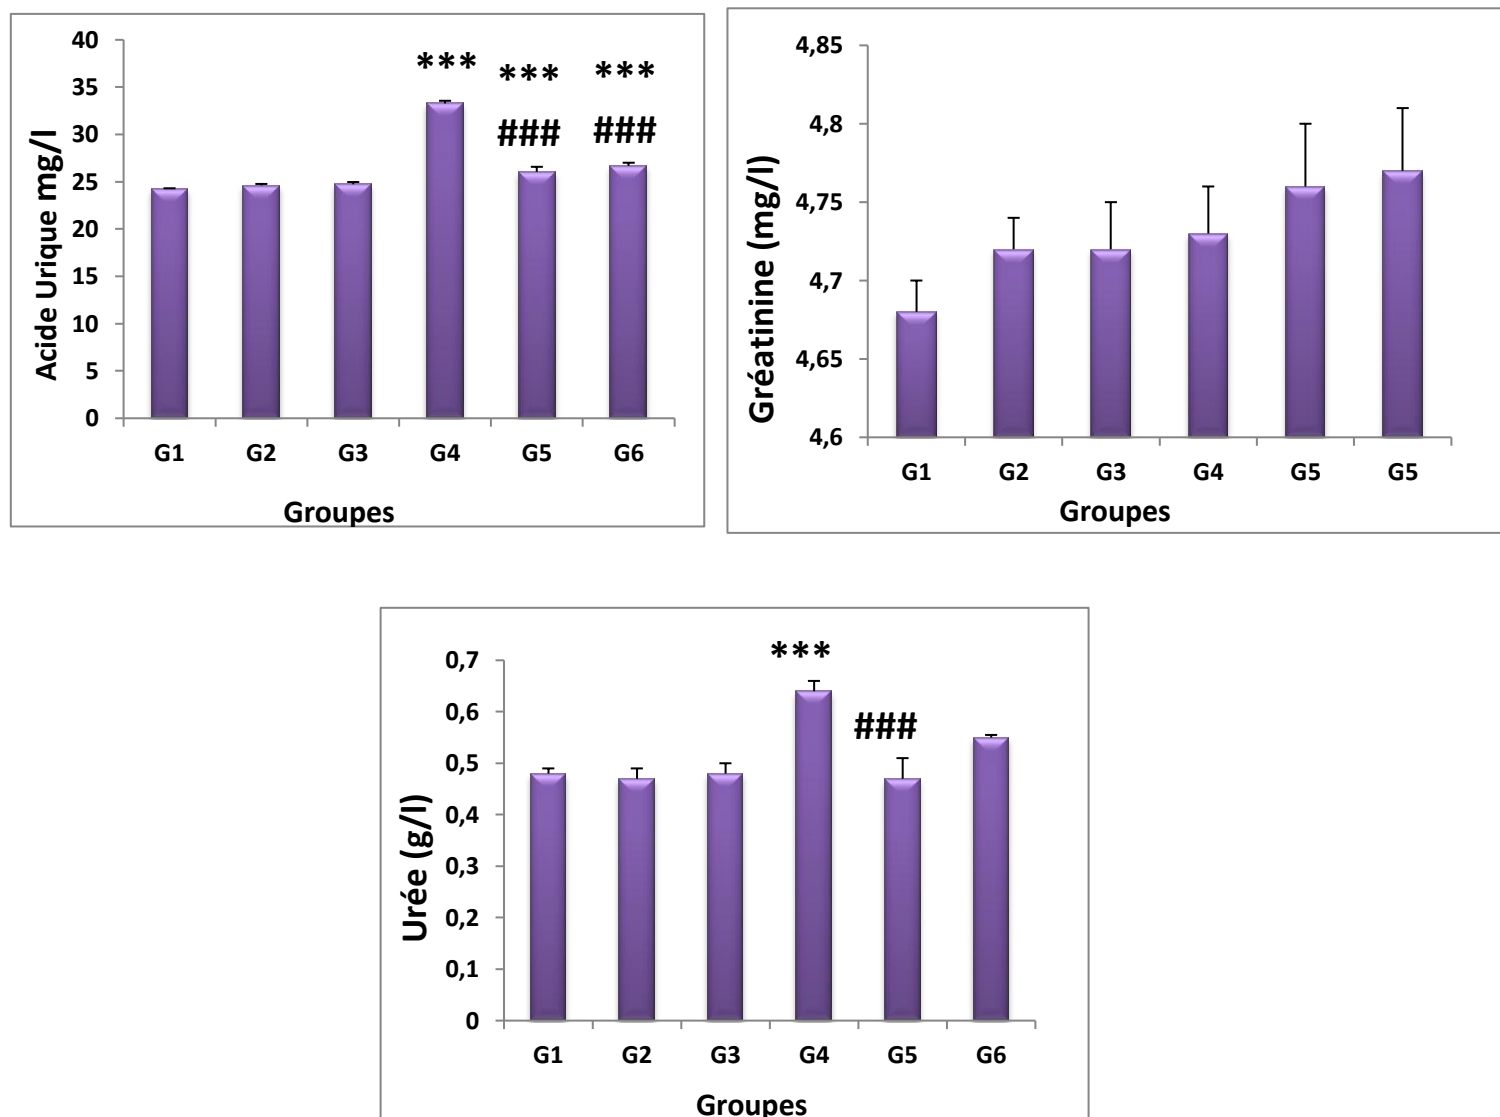 Acide Urique mg/l
40
35
30
25
20
15
10
5
0
*** *** ***
### ###
G1 G2 G3 G4 G5 G6
Groupes
Gréatinine (mg/l)
4,85
4,8
4,75
4,7
4,65
4,6
G1 G2 G3 G4 G5 G5
Groupes
Urée (g/l)
0,7
0,6
0,5
0,4
0,3
0,2
0,1
0
***
###
G1 G2 G3 G4 G5 G6
Groupes